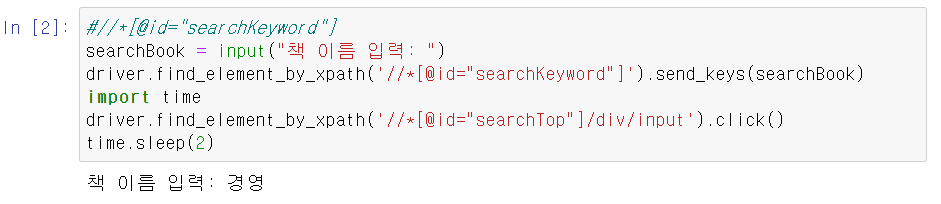 In [2]: #//*[@id="searchKeyword"]
searchBook = input("책 이름 입력: ")
driver.find_element_by_xpath('//*[@id="searchKeyword"]').send_keys(searchBook)
import time
driver.find_element_by_xpath('//*[@id="searchTop"]/div/input').click()
time.sleep(2)
책 이름 입력: 경영